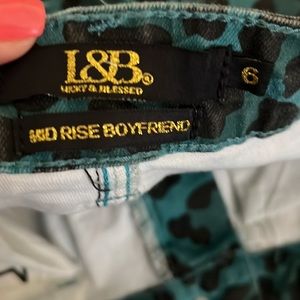 L&B®
LUCKY & BLESSED
6
MID RISE BOYFRIEND